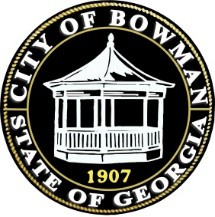 CITY OF BOWMAN
1907
STATE OF GEORGIA